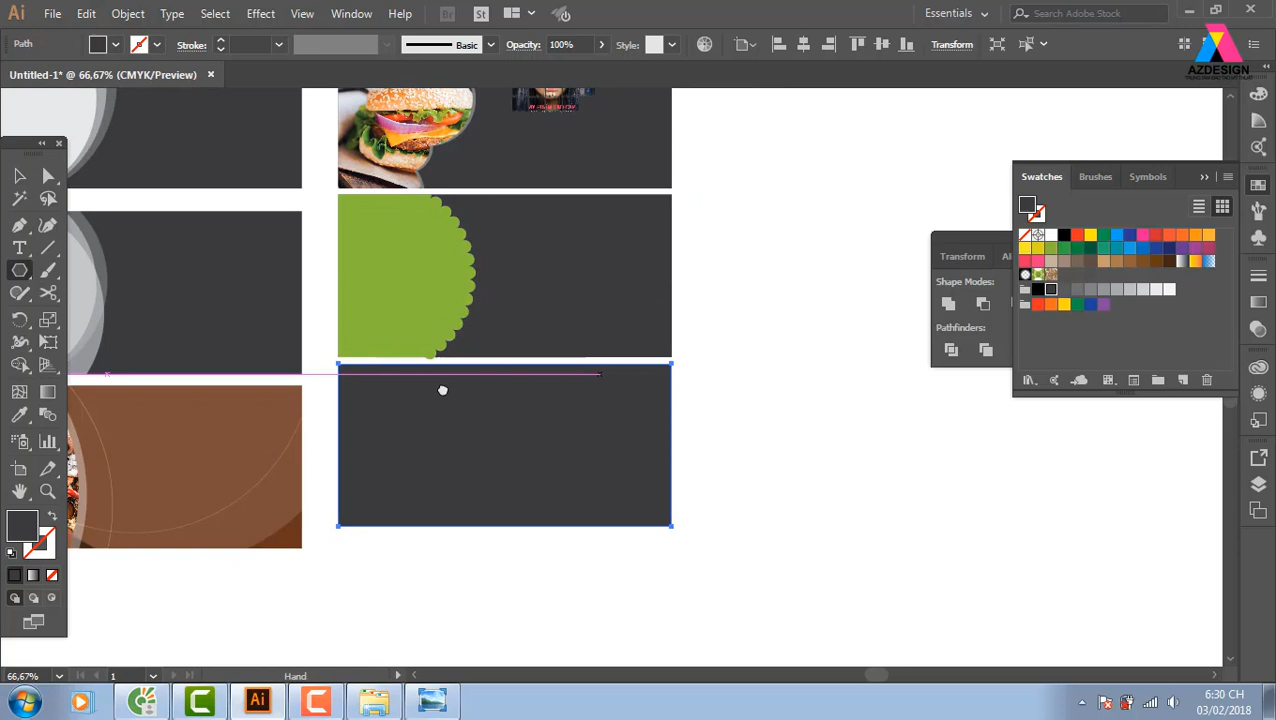 Ai File Edit Object Type Select Effect View Window Help Br St Essentials Search Adobe Stock
Path Stroke: Basic Opacity: 100% Style: Transform
AZDESIGN
Untitled-1* @ 66,67% (CMYK/Preview)
Swatches Brushes Symbols
Transform
Shape Modes:
Pathfinders:
66,67% 1 Hand
Ai
6:30 CH
03/02/2018